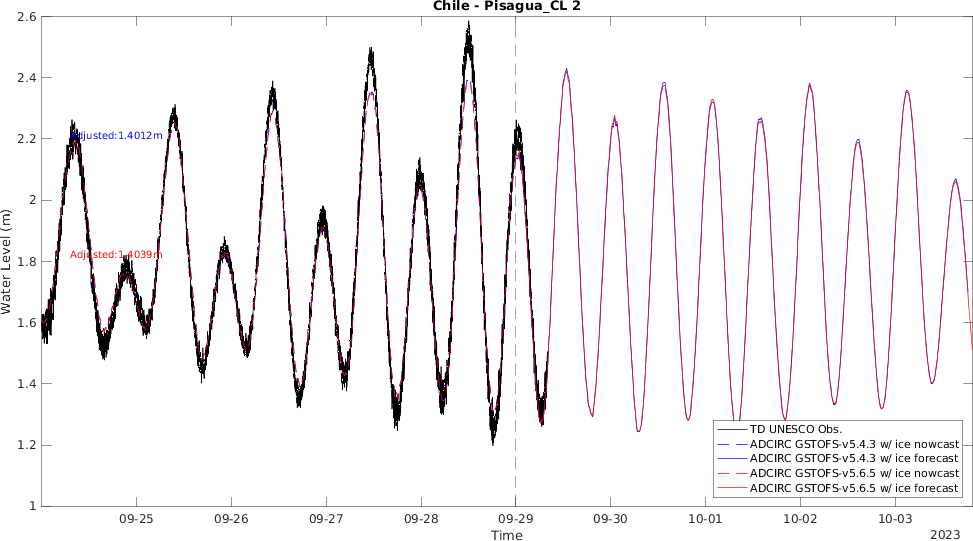 Chile - Pisagua_CL 2
2.6
2.4
2.2
2
1.8
1.6
1.4
1.2
1
Water Level (m)
Adjusted:1.4012m
Adjusted:1.4039m
TD UNESCO Obs.
ADCIRC GSTOFS-v5.4.3 w/ ice nowcast
ADCIRC GSTOFS-v5.4.3 w/ ice forecast
ADCIRC GSTOFS-v5.6.5 w/ ice nowcast
ADCIRC GSTOFS-v5.6.5 w/ ice forecast
09-25 09-26 09-27 09-28 09-29 09-30 10-01 10-02 10-03
Time
2023